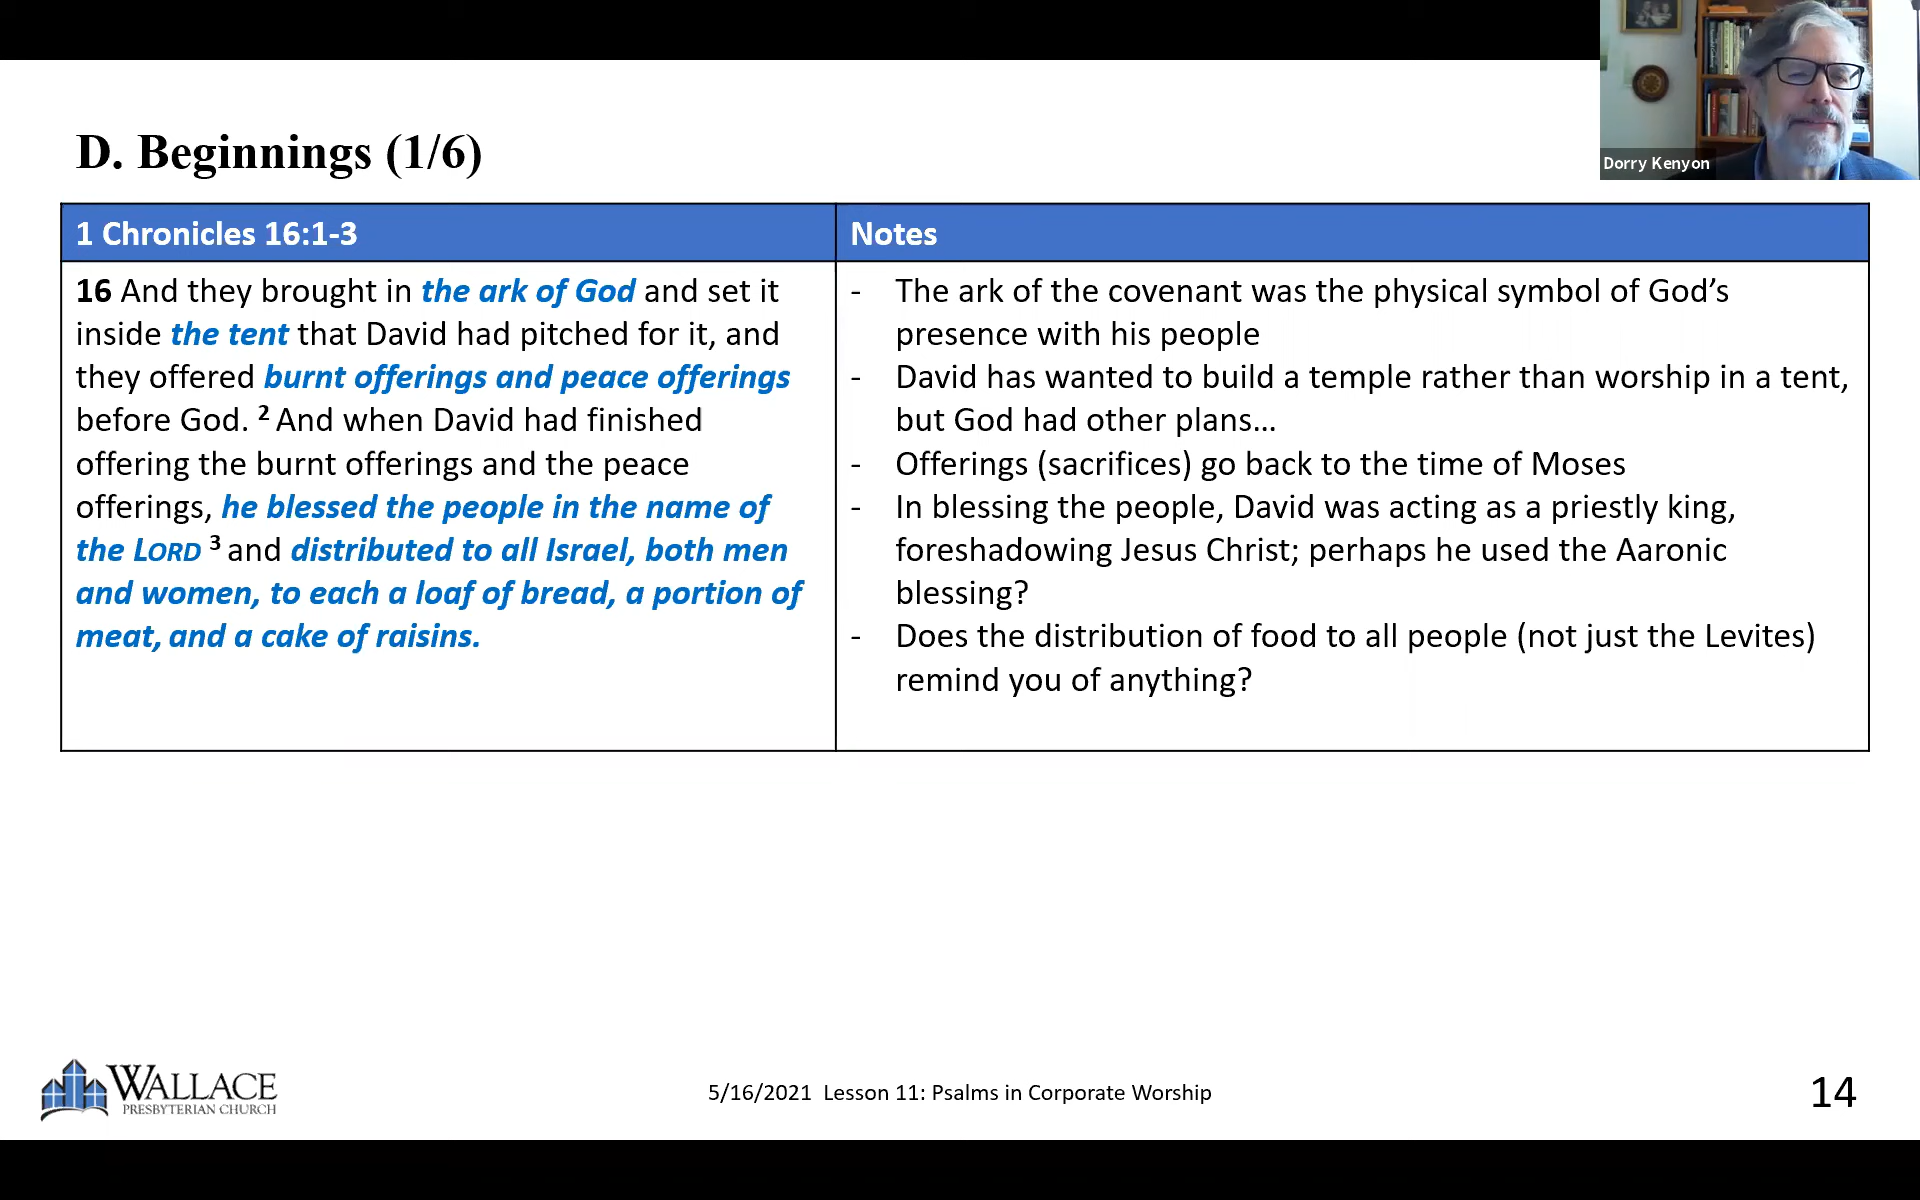 Dorry Kenyon
D. Beginnings (1/6)
1 Chronicles 16:1-3
16 And they brought in the ark of God and set it
inside the tent that David had pitched for it, and
they offered burnt offerings and peace offerings
before God. 2 And when David had finished
offering the burnt offerings and the peace
offerings, he blessed the people in the name of
the LORD 3 and distributed to all Israel, both men
and women, to each a loaf of bread, a portion of
meat, and a cake of raisins.
Notes
- The ark of the covenant was the physical symbol of God’s
presence with his people
- David has wanted to build a temple rather than worship in a tent,
but God had other plans…
- Offerings (sacrifices) go back to the time of Moses
- In blessing the people, David was acting as a priestly king,
foreshadowing Jesus Christ; perhaps he used the Aaronic
blessing?
- Does the distribution of food to all people (not just the Levites)
remind you of anything?
WALLACE
PRESBYTERIAN CHURCH
5/16/2021 Lesson 11: Psalms in Corporate Worship
14